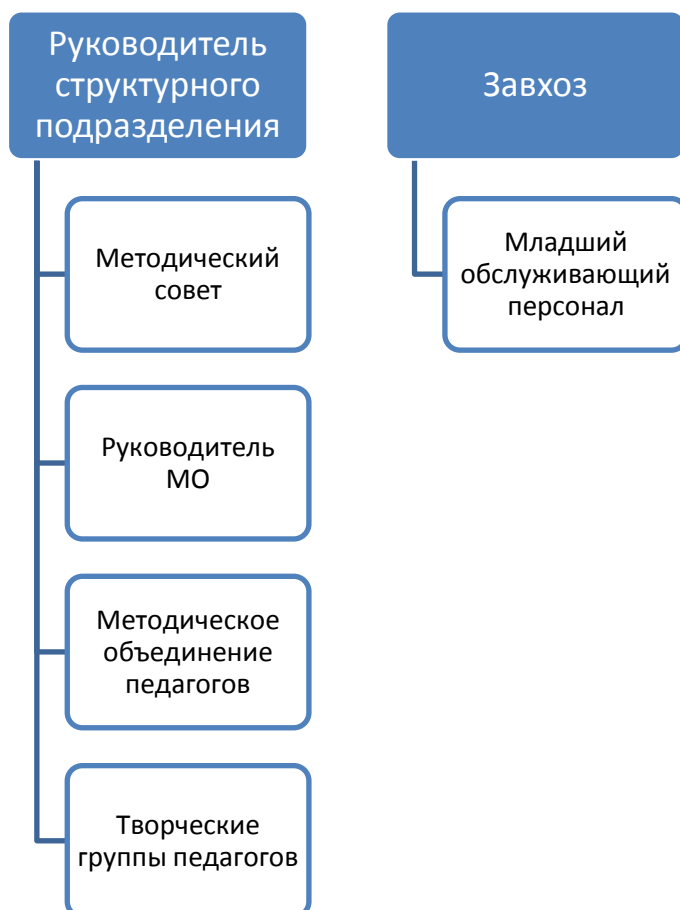 Руководитель
структурного
подразделения
Методический
совет
Руководитель
МО
Методическое
объединение
педагогов
Творческие
группы педагогов
Завхоз
Младший
обслуживающий
персонал